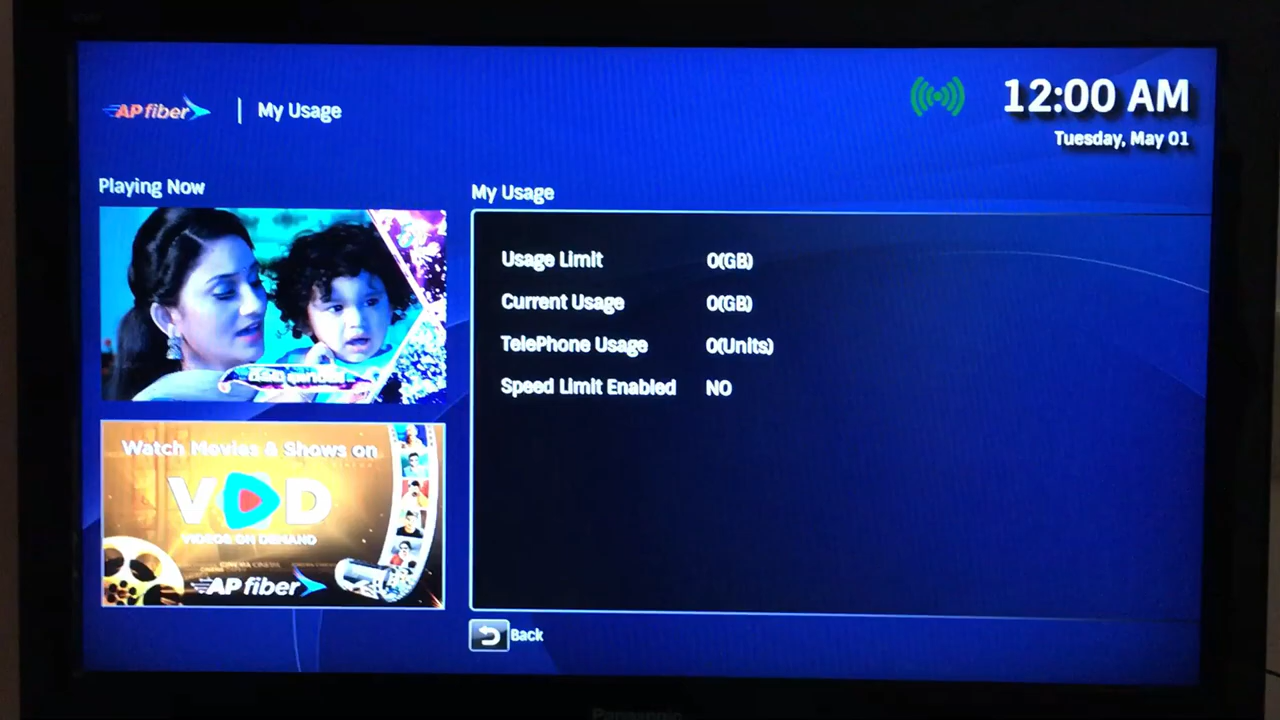 AP fiber
My Usage
12:00 AM
Tuesday, May 01
Playing Now
My Usage
Usage Limit 0(GB)
Current Usage 0(GB)
TelePhone Usage 0(Units)
Speed Limit Enabled NO
Watch Movies & Shows on
VOD
VIDEOS ON DEMAND
AP fiber
Back
Panasonic